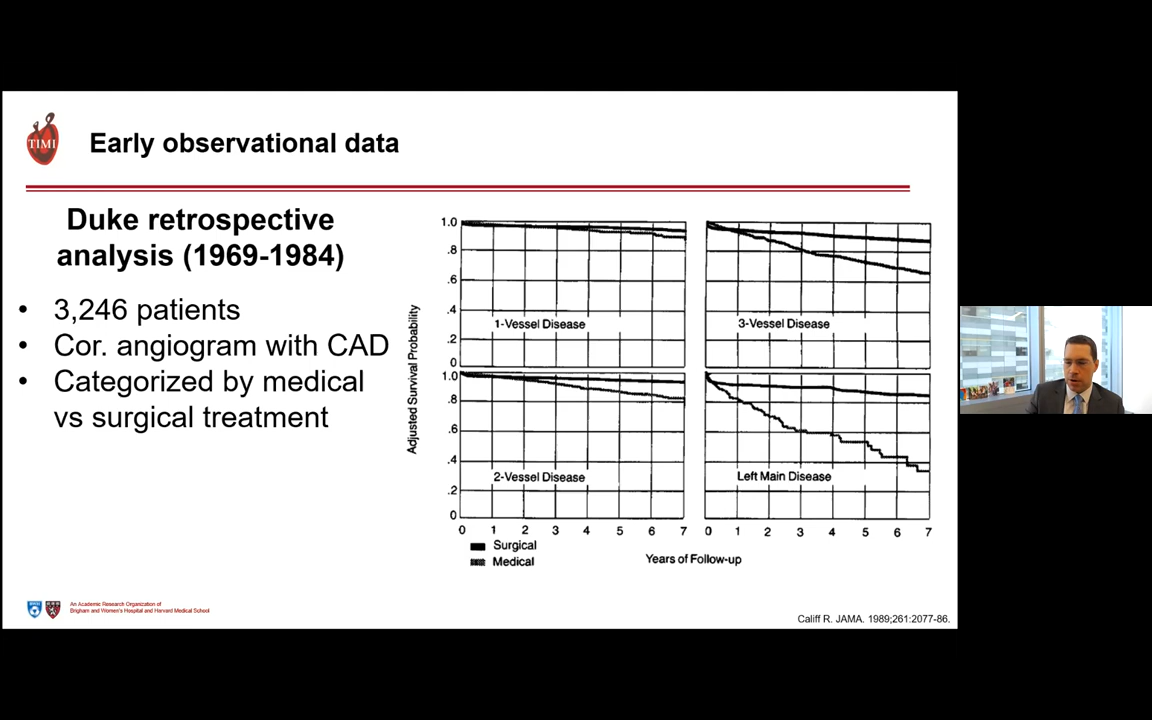 TIMI
Early observational data
Duke retrospective
analysis (1969-1984)
• 3,246 patients
• Cor. angiogram with CAD
• Categorized by medical
vs surgical treatment
Adjusted Survival Probability
1.0
.8
.6
.4
.2
0
1-Vessel Disease
3-Vessel Disease
1.0
.8
.6
.4
.2
0
2-Vessel Disease
Left Main Disease
0 1 2 3 4 5 6 7
0 1 2 3 4 5 6 7
Surgical
Medical
Years of Follow-up
An Academic Research Organization of
Brigham and Women's Hospital and Harvard Medical School
Califf R. JAMA. 1989;261:2077-86.